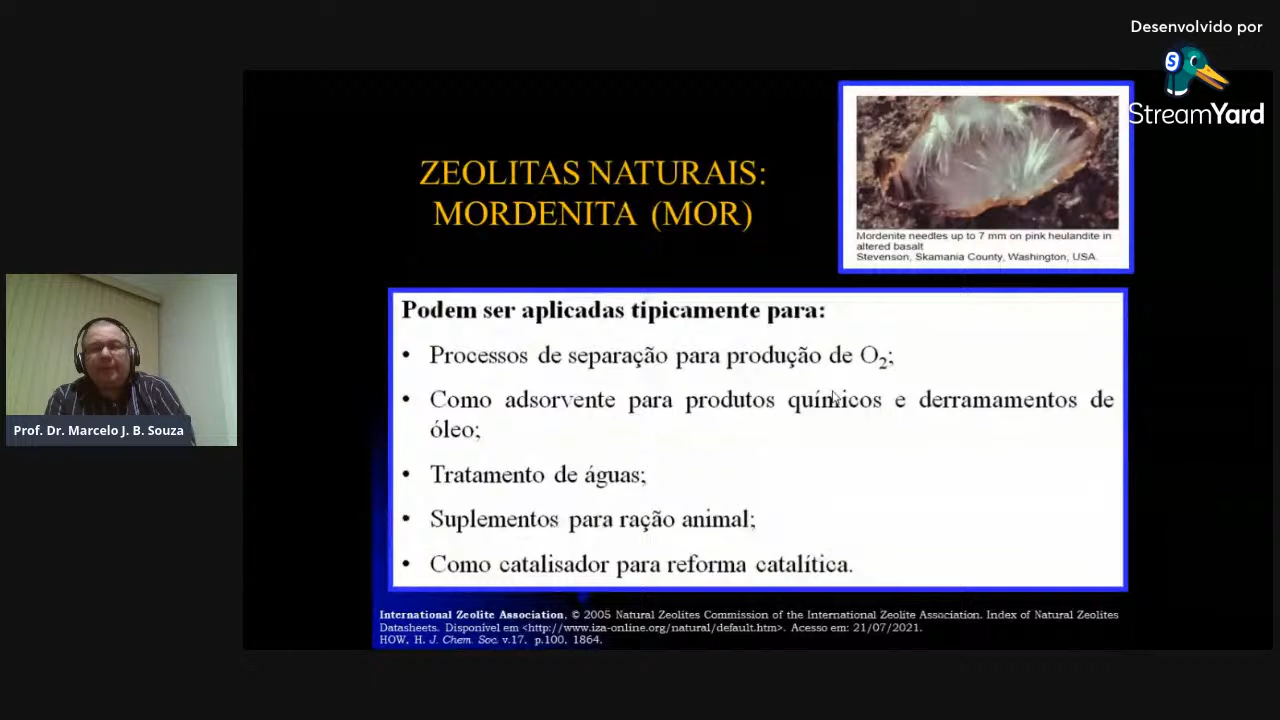 Desenvolvido por
StreamYard
ZEOLITAS NATURAIS:
MORDENITA (MOR)
Mordenite needles up to 7 mm on pink heulandite in
altered basalt
Stevenson, Skamania County, Washington, USA.
Podem ser aplicadas tipicamente para:
• Processos de separação para produção de O₂;
• Como adsorvente para produtos químicos e derramamentos de
óleo;
• Tratamento de águas;
• Suplementos para ração animal;
• Como catalisador para reforma catalítica.
Prof. Dr. Marcelo J. B. Souza
International Zeolite Association, © 2005 Natural Zeolites Commission of the International Zeolite Association. Index of Natural Zeolites
Datasheets. Disponível em <http://www.iza-online.org/natural/default.htm>. Acesso em: 21/07/2021.
HOW, H. J. Chem. Soc. v.17, p.100, 1864.